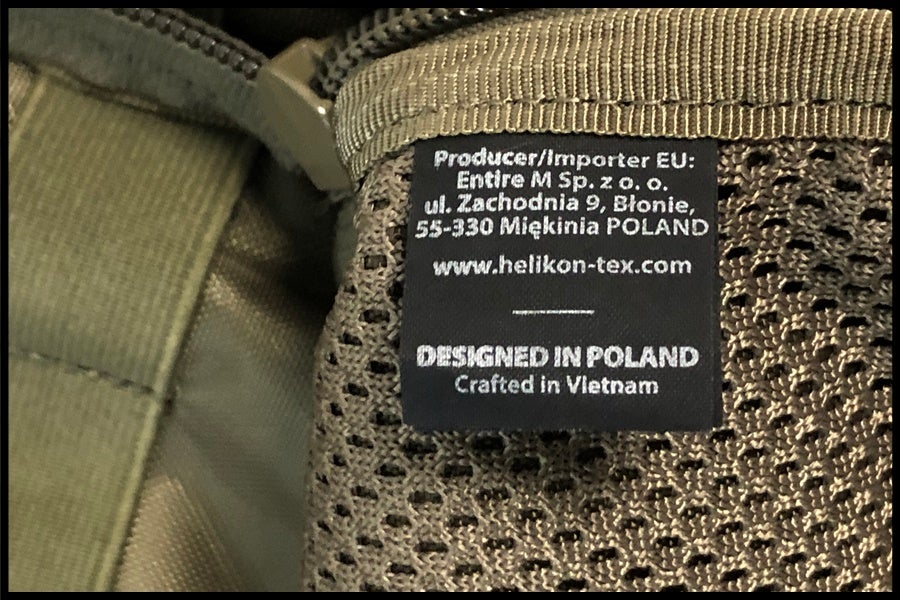 Producer/Importer EU:
Entire M Sp. z o. o.
ul. Zachodnia 9, Błonie,
55-330 Miękinia POLAND
www.helikon-tex.com
DESIGNED IN POLAND
Crafted in Vietnam